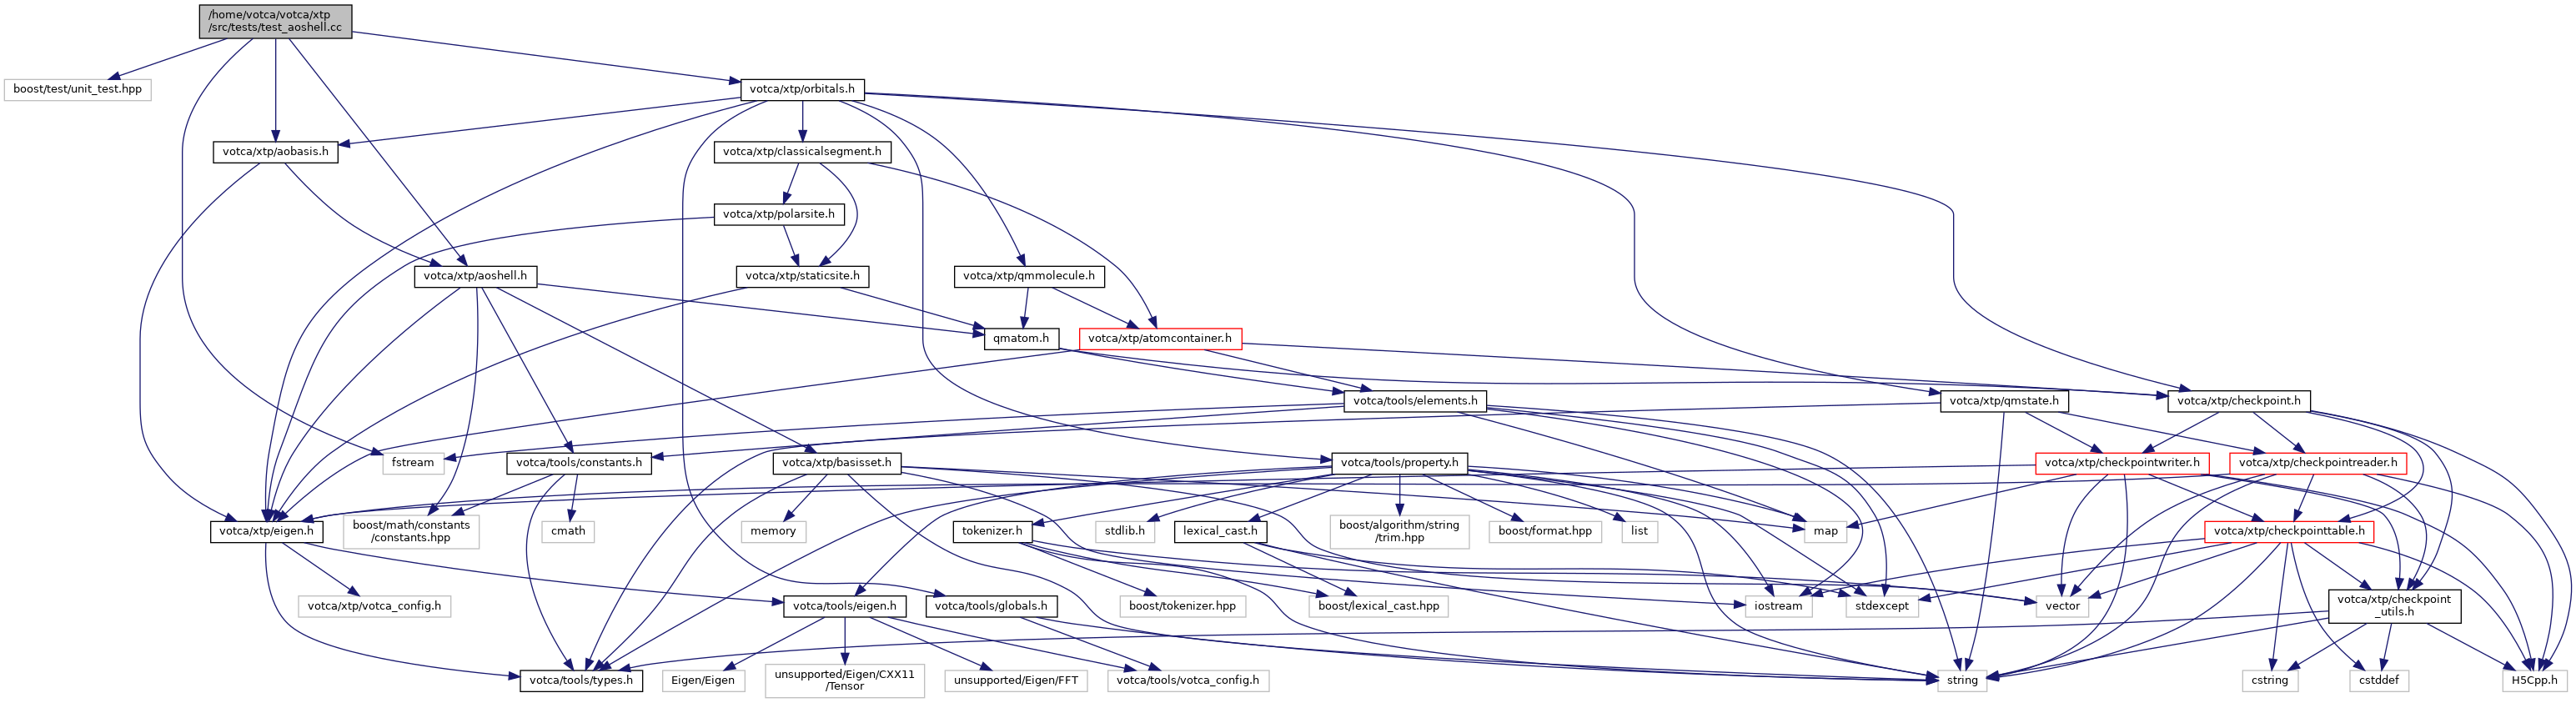 /home/votca/votca/xtp
/src/tests/test_aoshell.cc
boost/test/unit_test.hpp
votca/xtp/orbitals.h
votca/xtp/aobasis.h
votca/xtp/classicalsegment.h
votca/xtp/polarsite.h
votca/xtp/aoshell.h
votca/xtp/staticsite.h
votca/xtp/qmmolecule.h
qmatom.h
votca/xtp/atomcontainer.h
votca/tools/elements.h
votca/xtp/qmstate.h
votca/xtp/checkpoint.h
fstream
votca/tools/constants.h
votca/xtp/basisset.h
votca/tools/property.h
votca/xtp/checkpointwriter.h
votca/xtp/checkpointreader.h
votca/xtp/eigen.h
boost/math/constants
/constants.hpp
cmath
memory
tokenizer.h
stdlib.h
lexical_cast.h
boost/algorithm/string
/trim.hpp
boost/format.hpp
list
map
votca/xtp/checkpointtable.h
votca/xtp/votca_config.h
votca/tools/eigen.h
votca/tools/globals.h
boost/tokenizer.hpp
boost/lexical_cast.hpp
iostream
stdexcept
vector
votca/xtp/checkpoint
_utils.h
votca/tools/types.h
Eigen/Eigen
unsupported/Eigen/CXX11
/Tensor
unsupported/Eigen/FFT
votca/tools/votca_config.h
string
cstring
cstddef
H5Cpp.h